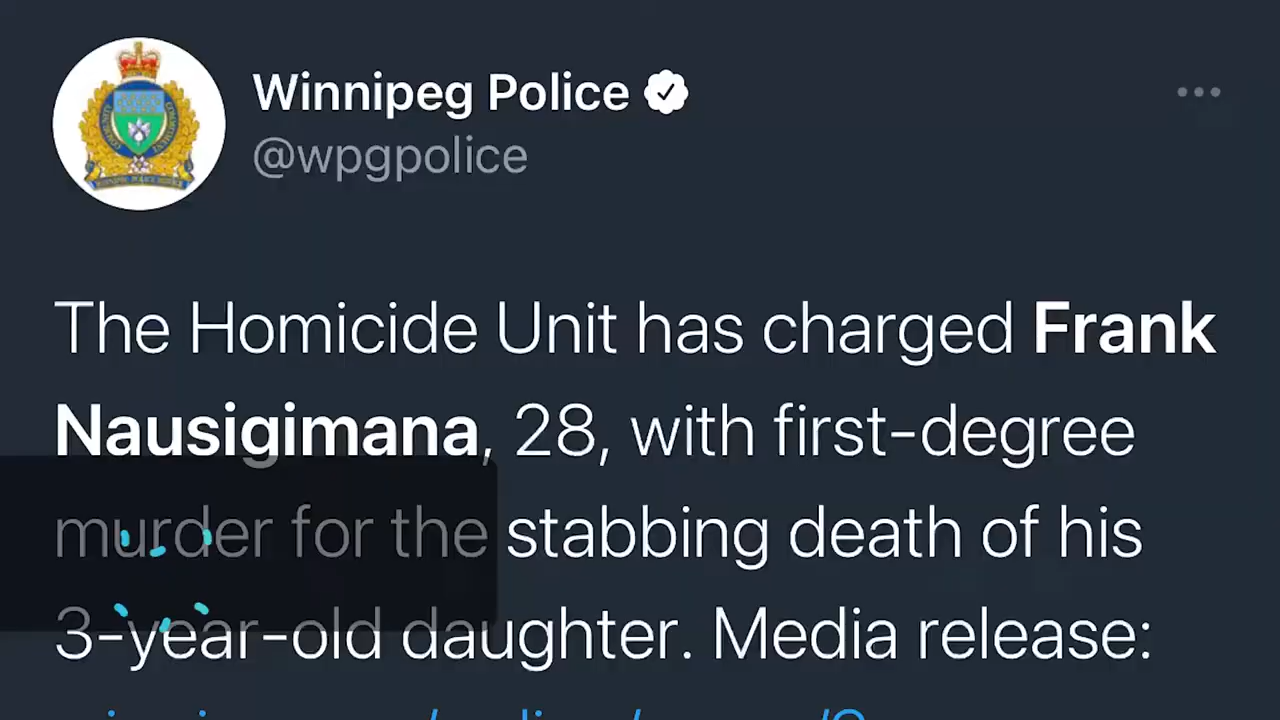 Winnipeg Police
@wpgpolice
The Homicide Unit has charged Frank
Nausigimana, 28, with first-degree
murder for the stabbing death of his
3-year-old daughter. Media release: